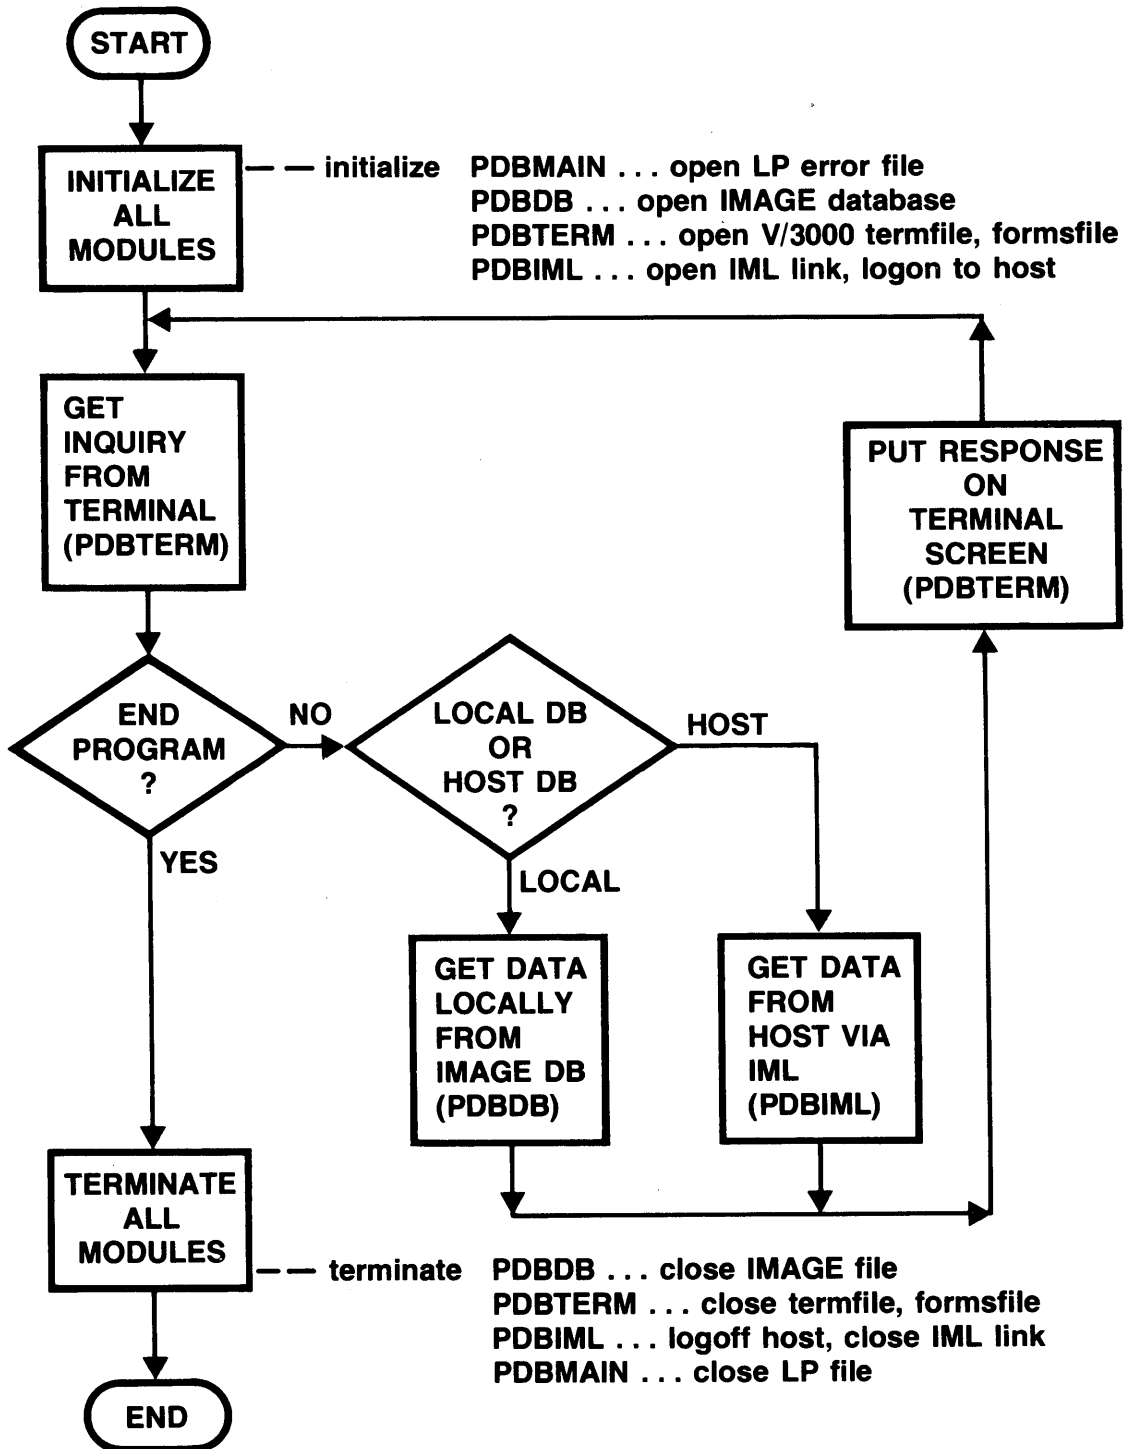 START
INITIALIZE
ALL
MODULES
— — initialize PDBMAIN ... open LP error file
PDBDB ... open IMAGE database
PDBTERM ... open V/3000 termfile, formsfile
PDBIML ... open IML link, logon to host
GET
INQUIRY
FROM
TERMINAL
(PDBTERM)
PUT RESPONSE
ON
TERMINAL
SCREEN
(PDBTERM)
END
PROGRAM
?
NO
LOCAL DB
OR
HOST DB
?
HOST
YES
LOCAL
GET DATA
LOCALLY
FROM
IMAGE DB
(PDBDB)
GET DATA
FROM
HOST VIA
IML
(PDBIML)
TERMINATE
ALL
MODULES
— — terminate PDBDB ... close IMAGE file
PDBTERM ... close termfile, formsfile
PDBIML ... logoff host, close IML link
PDBMAIN ... close LP file
END